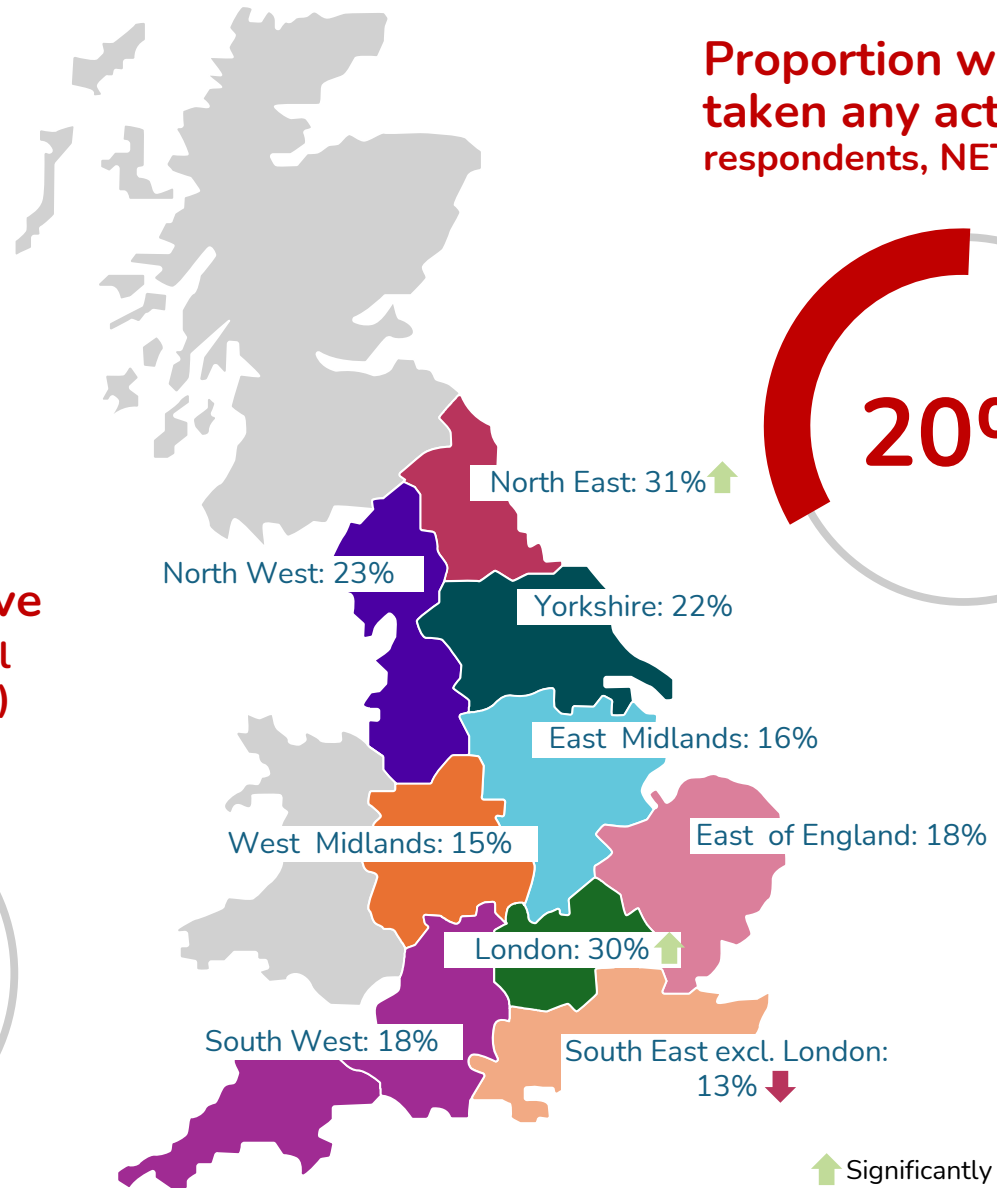 Proportion w
taken any act
respondents, NET
20%
North East: 31%
North West: 23%
ve
l
)
Yorkshire: 22%
East Midlands: 16%
East of England: 18%
West Midlands: 15%
London: 30%
South West: 18%
South East excl. London:
13%
Significantly